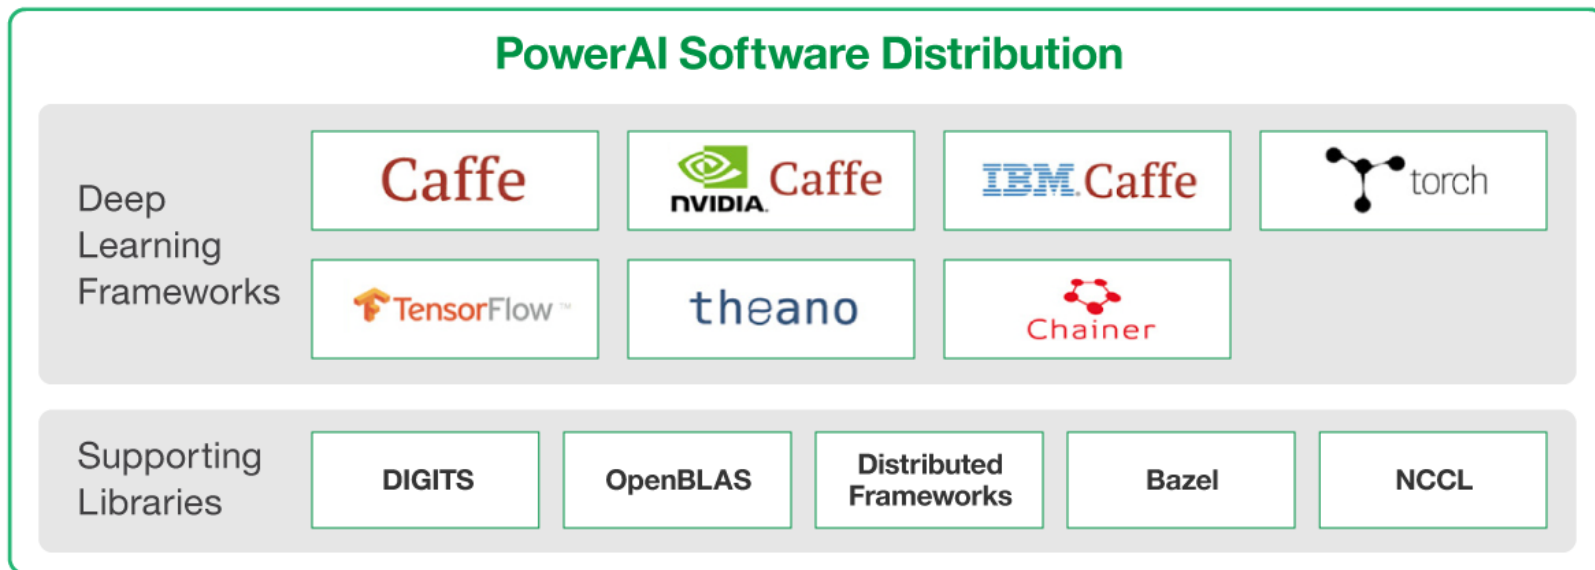 PowerAI Software Distribution
Deep
Learning
Frameworks
Caffe
NVIDIA. Caffe
IBM® Caffe
torch
TensorFlow™
theano
Chainer
Supporting
Libraries
DIGITS
OpenBLAS
Distributed
Frameworks
Bazel
NCCL